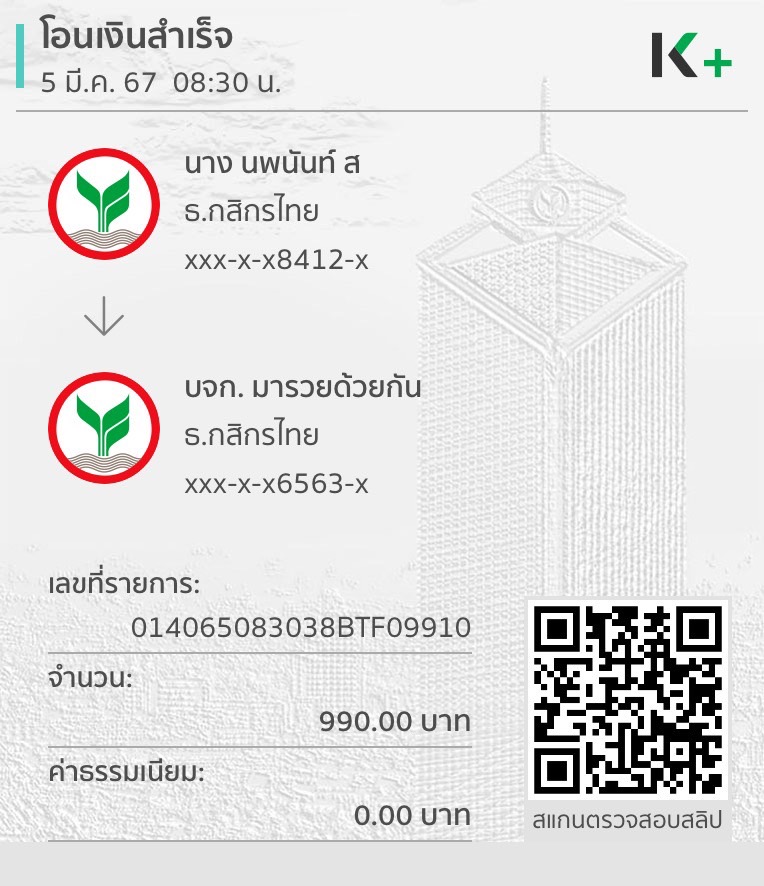 โอนเงินสำเร็จ
5 มี.ค. 67 08:30 น.
K+
นาง นพนันท์ ส
ธ.กสิกรไทย
xxx-x-x8412-x
บจก. มารวยด้วยกัน
ธ.กสิกรไทย
xxx-x-x6563-x
เลขที่รายการ:
014065083038BTF09910
จำนวน:
990.00 บาท
ค่าธรรมเนียม:
0.00 บาท
สแกนตรวจสอบสลิป